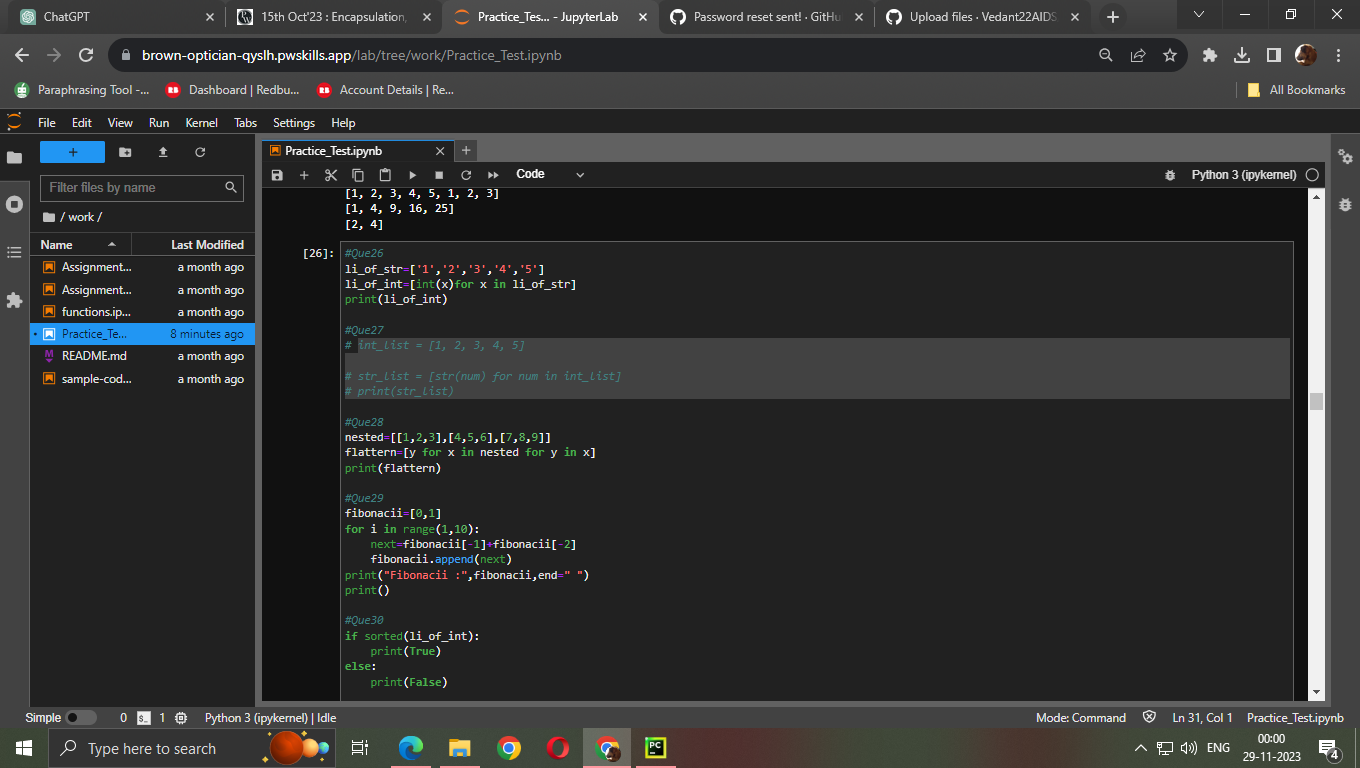 ChatGPT
15th Oct'23 : Encapsulation,
Practice_Tes... - JupyterLab
Password reset sent! · GitHu
Upload files · Vedant22AIDS
brown-optician-qyslh.pwskills.app/lab/tree/work/Practice_Test.ipynb
Paraphrasing Tool -...
Dashboard | Redbu...
Account Details | Re...
All Bookmarks
File Edit View Run Kernel Tabs Settings Help
Filter files by name
/ work /
Name Last Modified
Assignment... a month ago
Assignment... a month ago
functions.ip... a month ago
Practice_Te... 8 minutes ago
README.md a month ago
sample-cod... a month ago
Practice_Test.ipynb
Code
Python 3 (ipykernel)
[1, 2, 3, 4, 5, 1, 2, 3]
[1, 4, 9, 16, 25]
[2, 4]
[26]:
#Que26
li_of_str=['1','2','3','4','5']
li_of_int=[int(x)for x in li_of_str]
print(li_of_int)
#Que27
# int_list = [1, 2, 3, 4, 5]
# str_list = [str(num) for num in int_list]
# print(str_list)
#Que28
nested=[[1,2,3],[4,5,6],[7,8,9]]
flattern=[y for x in nested for y in x]
print(flattern)
#Que29
fibonacii=[0,1]
for i in range(1,10):
    next=fibonacii[-1]+fibonacii[-2]
    fibonacii.append(next)
print("Fibonacii :",fibonacii,end=" ")
print()
#Que30
if sorted(li_of_int):
    print(True)
else:
    print(False)
Simple 0 $_ 1 Python 3 (ipykernel) | Idle
Mode: Command Ln 31, Col 1 Practice_Test.ipynb
Type here to search
PC
ENG
00:00
29-11-2023
4